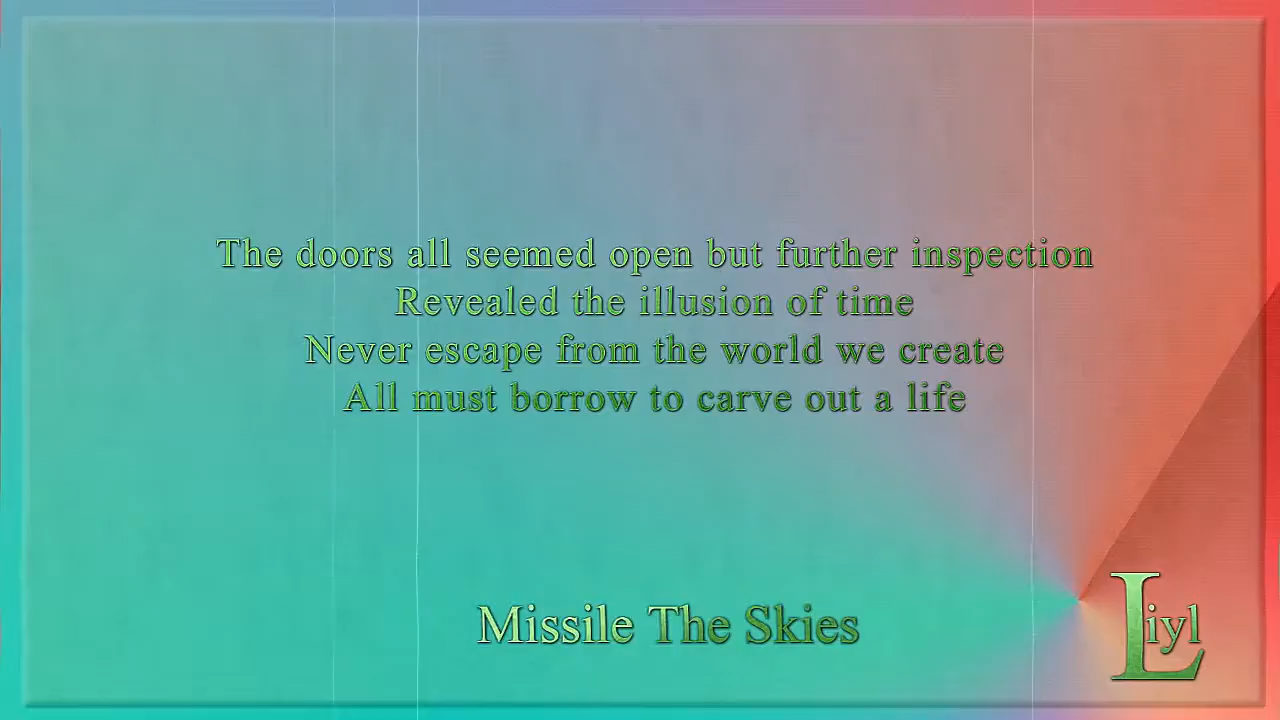 The doors all seemed open but further inspection
Revealed the illusion of time
Never escape from the world we create
All must borrow to carve out a life
Missile The Skies
Liyl